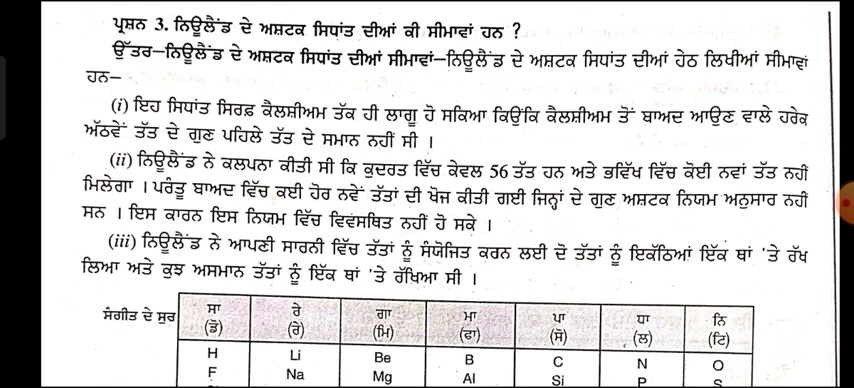 ਪ੍ਰਸ਼ਨ 3. ਨਿਊਲੈਂਡ ਦੇ ਅਸ਼ਟਕ ਸਿਧਾਂਤ ਦੀਆਂ ਕੀ ਸੀਮਾਵਾਂ ਹਨ ?
ਉੱਤਰ–ਨਿਊਲੈਂਡ ਦੇ ਅਸ਼ਟਕ ਸਿਧਾਂਤ ਦੀਆਂ ਸੀਮਾਵਾਂ–ਨਿਊਲੈਂਡ ਦੇ ਅਸ਼ਟਕ ਸਿਧਾਂਤ ਦੀਆਂ ਹੇਠ ਲਿਖੀਆਂ ਸੀਮਾਵਾਂ
ਹਨ–
(i) ਇਹ ਸਿਧਾਂਤ ਸਿਰਫ਼ ਕੈਲਸ਼ੀਅਮ ਤੱਕ ਹੀ ਲਾਗੂ ਹੋ ਸਕਿਆ ਕਿਉਂਕਿ ਕੈਲਸ਼ੀਅਮ ਤੋਂ ਬਾਅਦ ਆਉਣ ਵਾਲੇ ਹਰੇਕ
ਅੱਠਵੇਂ ਤੱਤ ਦੇ ਗੁਣ ਪਹਿਲੇ ਤੱਤ ਦੇ ਸਮਾਨ ਨਹੀਂ ਸੀ ।
(ii) ਨਿਊਲੈਂਡ ਨੇ ਕਲਪਨਾ ਕੀਤੀ ਸੀ ਕਿ ਕੁਦਰਤ ਵਿੱਚ ਕੇਵਲ 56 ਤੱਤ ਹਨ ਅਤੇ ਭਵਿੱਖ ਵਿੱਚ ਕੋਈ ਨਵਾਂ ਤੱਤ ਨਹੀਂ
ਮਿਲੇਗਾ । ਪਰੰਤੂ ਬਾਅਦ ਵਿੱਚ ਕਈ ਹੋਰ ਨਵੇਂ ਤੱਤਾਂ ਦੀ ਖੋਜ ਕੀਤੀ ਗਈ ਜਿਨ੍ਹਾਂ ਦੇ ਗੁਣ ਅਸ਼ਟਕ ਨਿਯਮ ਅਨੁਸਾਰ ਨਹੀਂ
ਸਨ । ਇਸ ਕਾਰਨ ਇਸ ਨਿਯਮ ਵਿੱਚ ਵਿਵਸਥਿਤ ਨਹੀਂ ਹੋ ਸਕੇ ।
(iii) ਨਿਊਲੈਂਡ ਨੇ ਆਪਣੀ ਸਾਰਨੀ ਵਿੱਚ ਤੱਤਾਂ ਨੂੰ ਸੰਯੋਜਿਤ ਕਰਨ ਲਈ ਦੋ ਤੱਤਾਂ ਨੂੰ ਇਕੱਠਿਆਂ ਇੱਕ ਥਾਂ 'ਤੇ ਰੱਖ
ਲਿਆ ਅਤੇ ਕੁਝ ਅਸਮਾਨ ਤੱਤਾਂ ਨੂੰ ਇੱਕ ਥਾਂ 'ਤੇ ਰੱਖਿਆ ਸੀ ।
ਸੰਗੀਤ ਦੇ ਸੁਰ ਸਾ ਰੇ ਗਾ ਮਾ ਪਾ ਧਾ ਨਿ
(ਡੋ) (ਰੇ) (ਮਿ) (ਫਾ) (ਸੋ) (ਲ) (ਟਿ)
H Li Be B C N O
F Na Mg Al Si P S